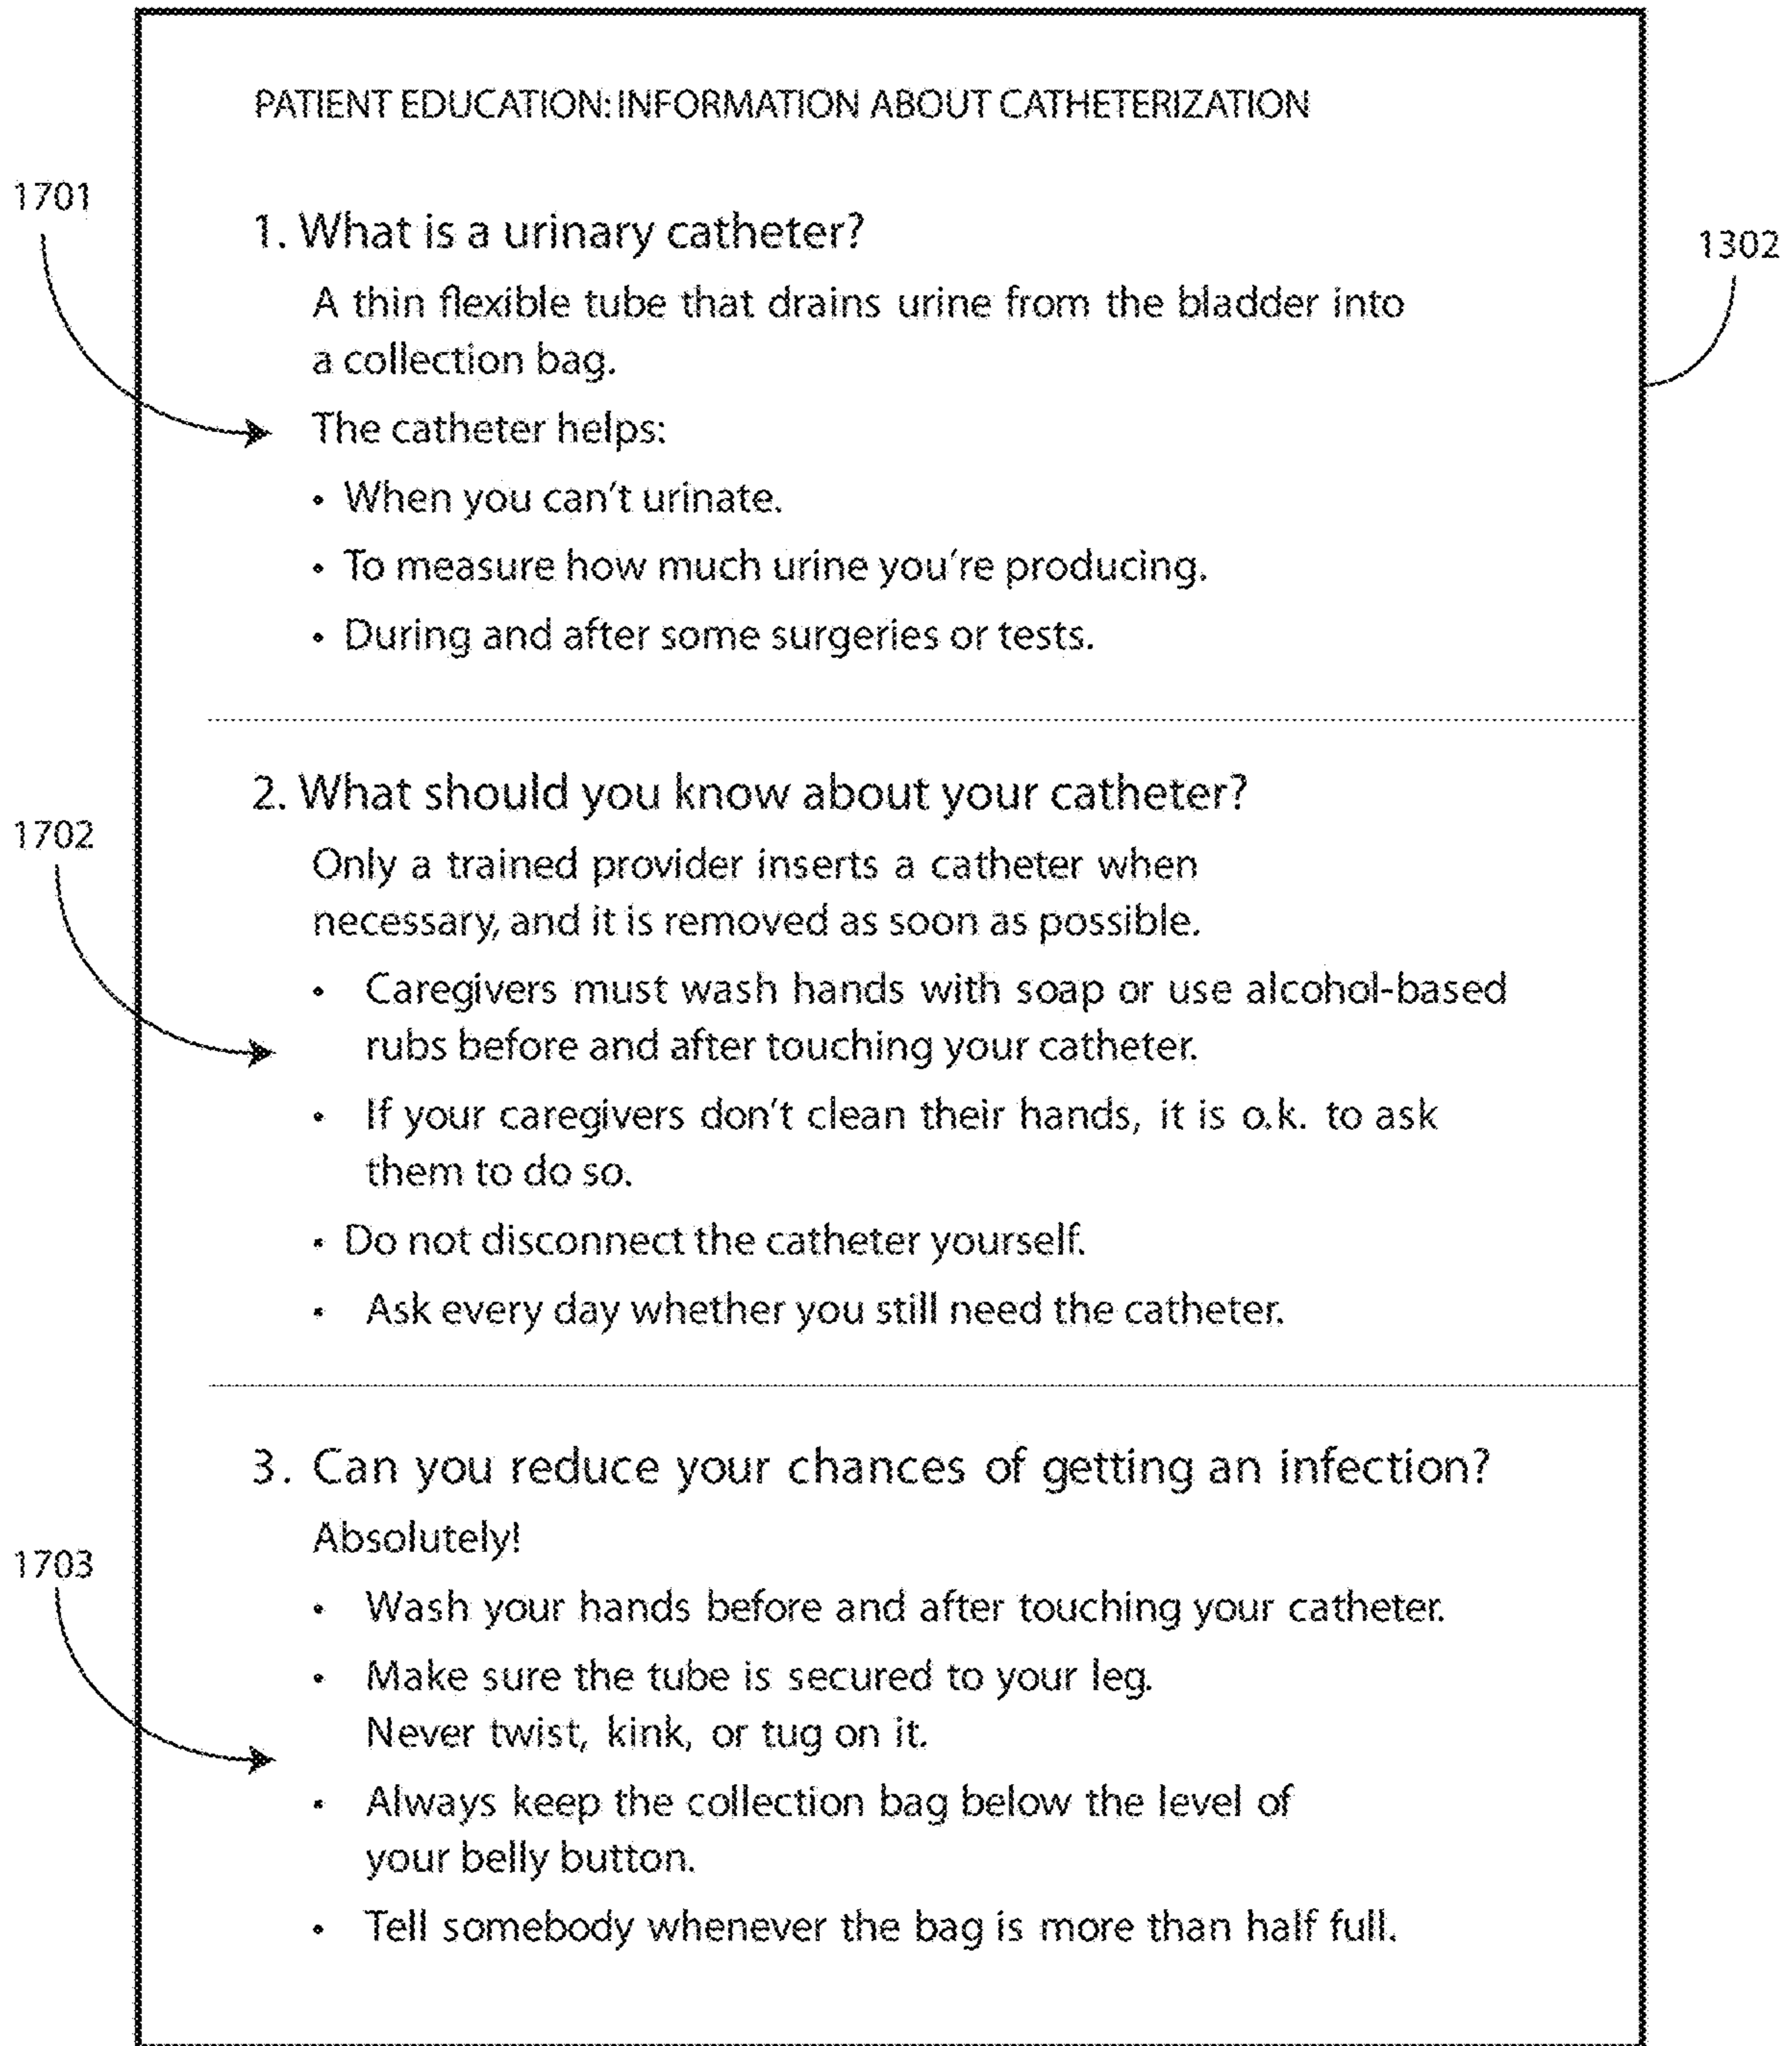 PATIENT EDUCATION: INFORMATION ABOUT CATHETERIZATION
1701
1. What is a urinary catheter?
1302
A thin flexible tube that drains urine from the bladder into
a collection bag.
The catheter helps:
• When you can't urinate.
• To measure how much urine you're producing.
• During and after some surgeries or tests.
2. What should you know about your catheter?
1702
Only a trained provider inserts a catheter when
necessary, and it is removed as soon as possible.
• Caregivers must wash hands with soap or use alcohol-based
rubs before and after touching your catheter.
• If your caregivers don't clean their hands, it is o.k. to ask
them to do so.
• Do not disconnect the catheter yourself.
• Ask every day whether you still need the catheter.
3. Can you reduce your chances of getting an infection?
Absolutely!
1703
• Wash your hands before and after touching your catheter.
• Make sure the tube is secured to your leg.
Never twist, kink, or tug on it.
• Always keep the collection bag below the level of
your belly button.
• Tell somebody whenever the bag is more than half full.